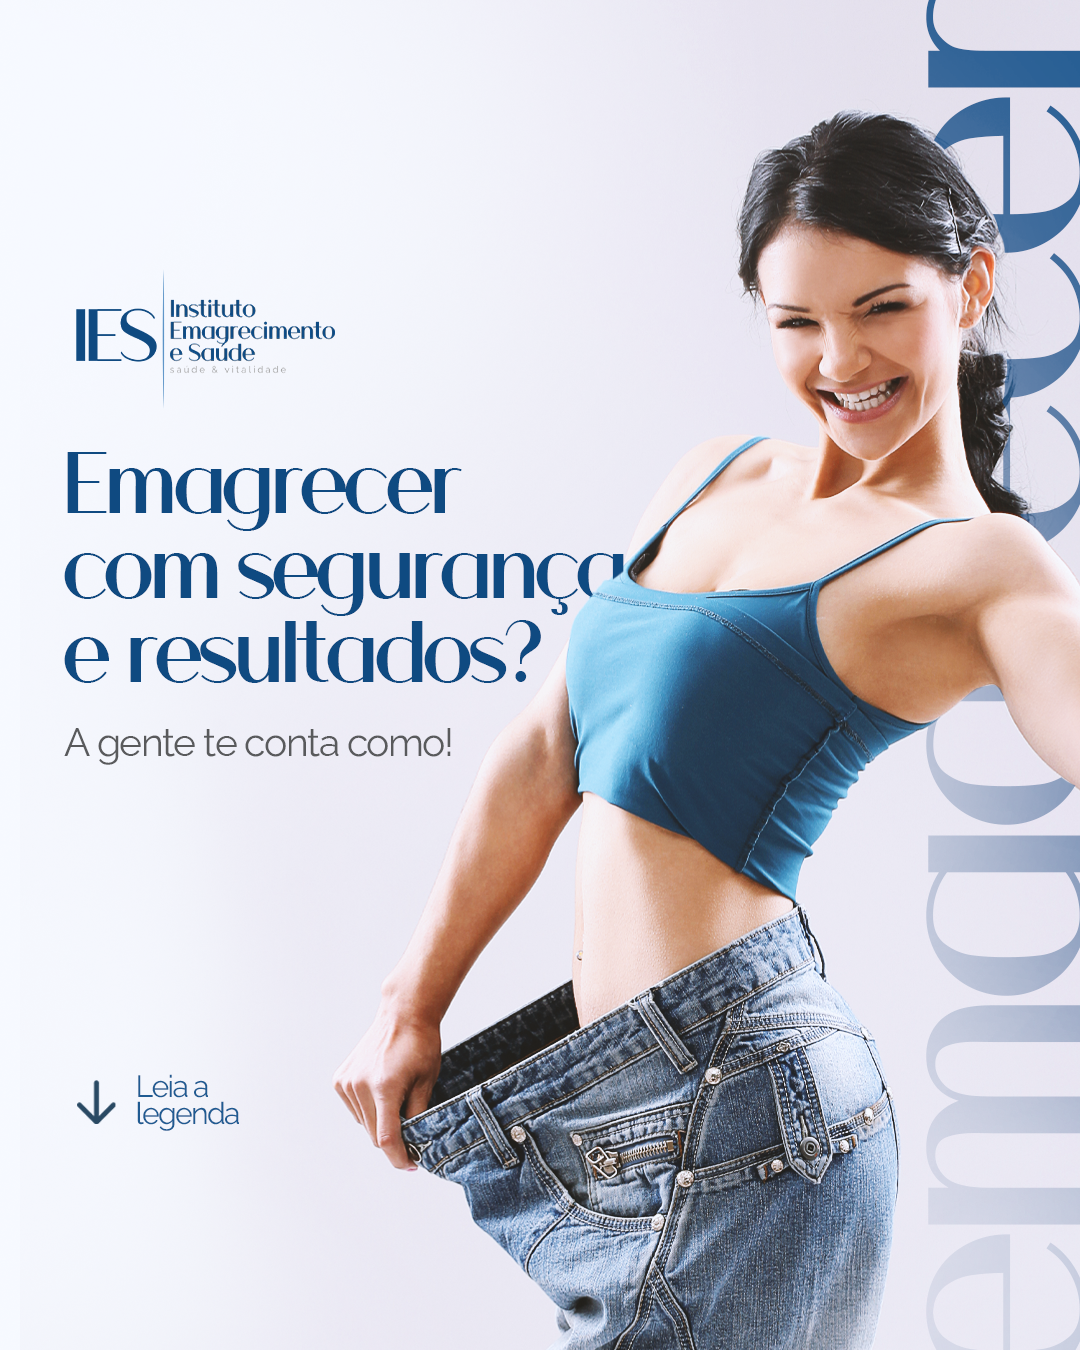 IES
Instituto
Emagrecimento
e Saúde
saúde & vitalidade
Emagrecer
com segurança
e resultados?
A gente te conta como!
Leia a
legenda
emagrecer